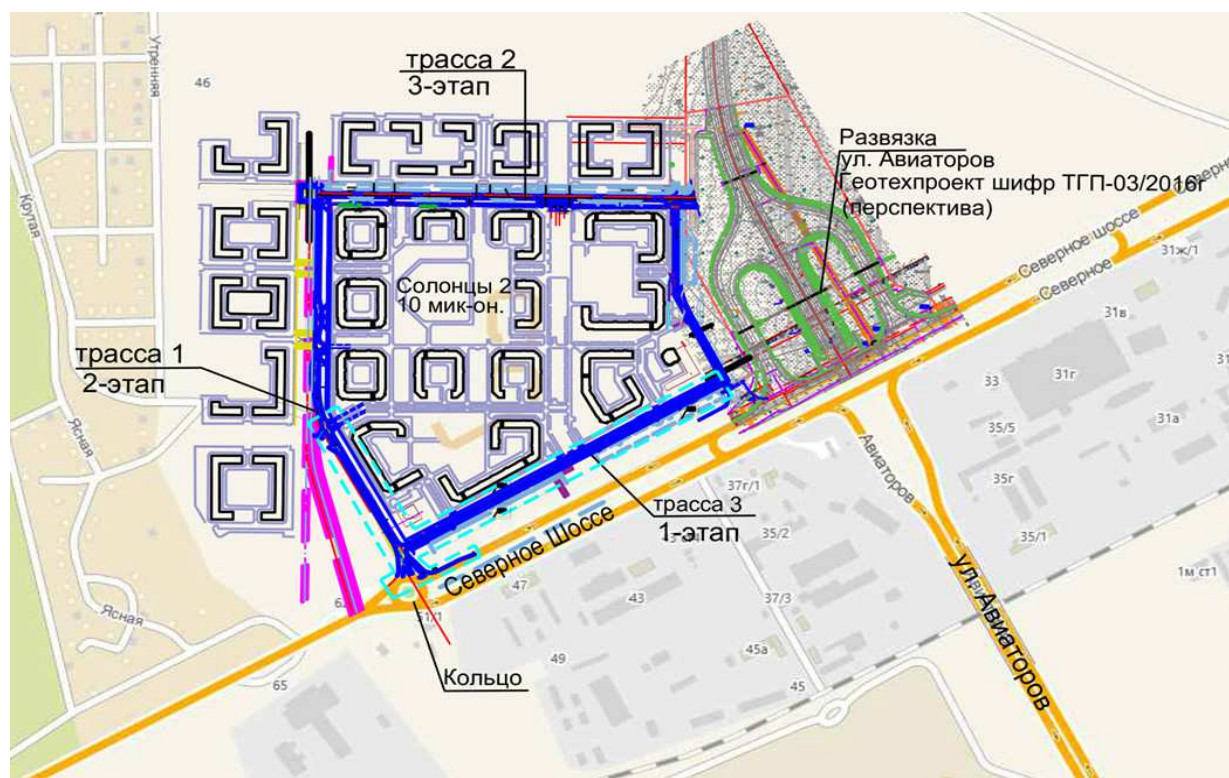 Утренняя
46
трасса 2
3-этап
Развязка
ул. Авиаторов
Геотехпроект шифр ТГП-03/2016г
(перспектива)
Крутая
Северное шоссе
Северное
31ж/1
Солонцы 2
10 мик-он.
31в
трасса 1
2-этап
33
31г
Ясная
31а
35/5
Авиаторов
37г/1
35г
трасса 3
1-этап
35/2
35/1
Северное Шоссе
ул. Авиаторов
1м ст1
47
43
37/3
51/1
Ясная
49
45а
Кольцо
65
45